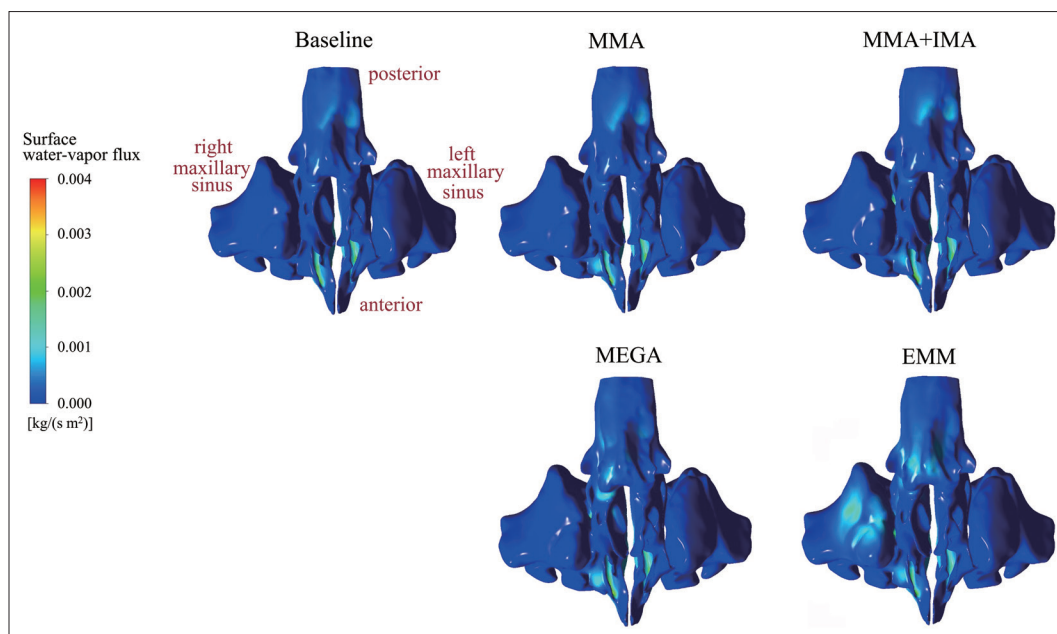 Baseline
MMA
MMA+IMA
posterior
Surface
water-vapor flux
right
maxillary
sinus
left
maxillary
sinus
0.004
0.003
0.002
0.001
0.000
[kg/(s m²)]
anterior
MEGA
EMM